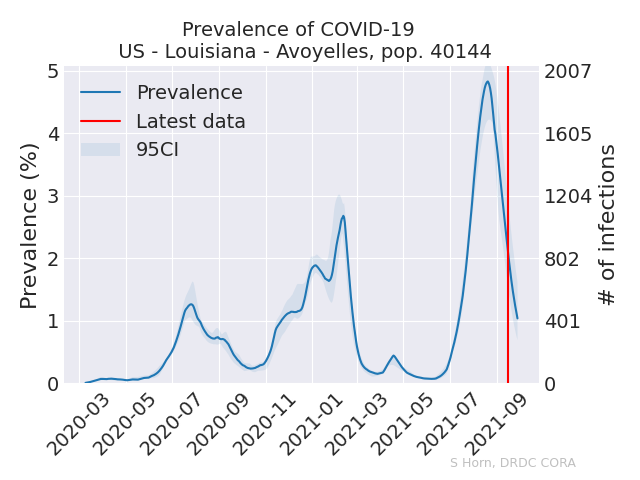 Prevalence of COVID-19
US - Louisiana - Avoyelles, pop. 40144
Prevalence
Latest data
95CI
Prevalence (%)
5
4
3
2
1
0
2007
1605
1204
802
401
0
# of infections
2020-03
2020-05
2020-07
2020-09
2020-11
2021-01
2021-03
2021-05
2021-07
2021-09
S Horn, DRDC CORA